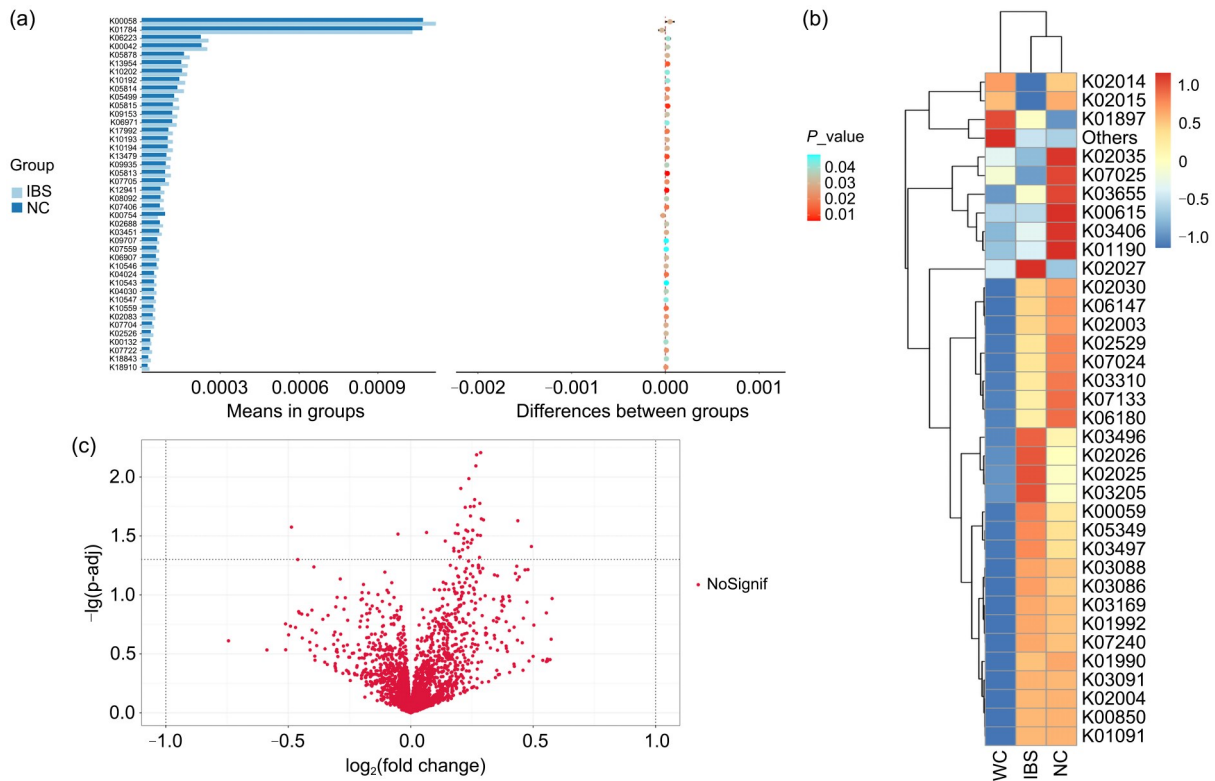 (a)
K00058
K01784
K06223
K00042
K05878
K13954
K10202
K10192
K05814
K05499
K05815
K09153
K06971
K17992
K10193
K10194
K13479
K09935
K05813
K07705
K12941
K08092
K07406
K00754
K02688
K03451
K09707
K07559
K06907
K10546
K04024
K10543
K04030
K10547
K10559
K02083
K07704
K02526
K00132
K07722
K18843
K18910
Group
IBS
NC
0.0003 0.0006 0.0009
Means in groups
−0.002 −0.001 0.000 0.001
Differences between groups
P_value
0.04
0.03
0.02
0.01
(b)
K02014
K02015
K01897
Others
K02035
K07025
K03655
K00615
K03406
K01190
K02027
K02030
K06147
K02003
K02529
K07024
K03310
K07133
K06180
K03496
K02026
K02025
K03205
K00059
K05349
K03497
K03088
K03086
K03169
K01992
K07240
K01990
K03091
K02004
K00850
K01091
WC IBS NC
1.0
0.5
0
−0.5
−1.0
(c)
2.0
1.5
1.0
0.5
0.0
−lg(p-adj)
−1.0 −0.5 0.0 0.5 1.0
log2(fold change)
NoSignif